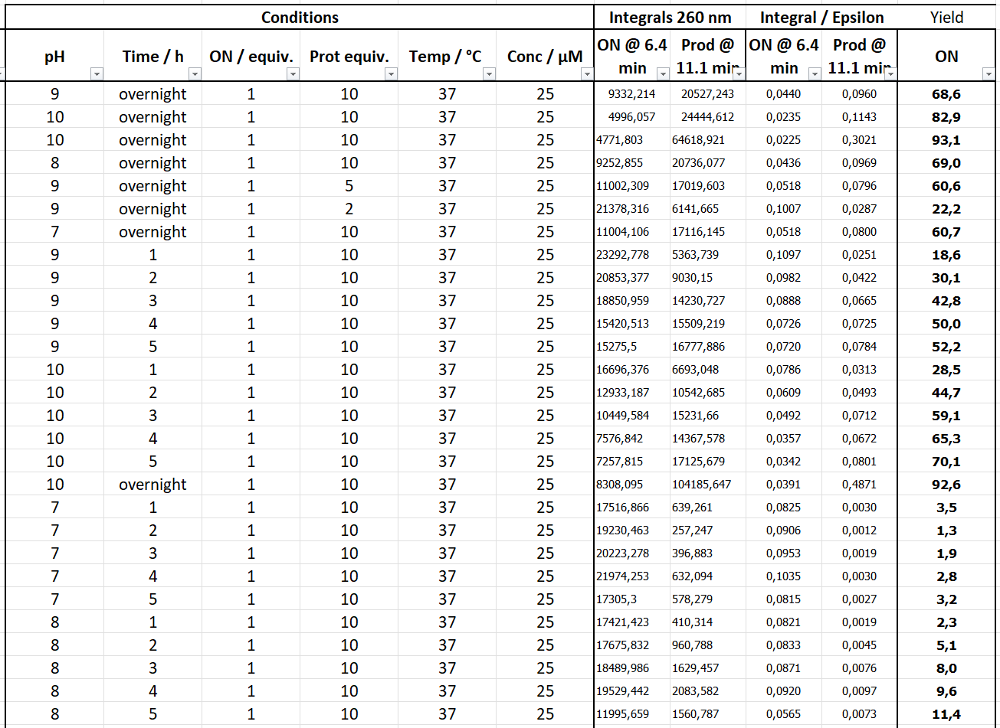 Conditions Integrals 260 nm Integral / Epsilon Yield
pH Time / h ON / equiv. Prot equiv. Temp / °C Conc / µM ON @ 6.4 min Prod @ 11.1 min ON @ 6.4 min Prod @ 11.1 min ON
9 overnight 1 10 37 25 9332,214 20527,243 0,0440 0,0960 68,6
10 overnight 1 10 37 25 4996,057 24444,612 0,0235 0,1143 82,9
10 overnight 1 10 37 25 4771,803 64618,921 0,0225 0,3021 93,1
8 overnight 1 10 37 25 9252,855 20736,077 0,0436 0,0969 69,0
9 overnight 1 5 37 25 11002,309 17019,603 0,0518 0,0796 60,6
9 overnight 1 2 37 25 21378,316 6141,665 0,1007 0,0287 22,2
7 overnight 1 10 37 25 11004,106 17116,145 0,0518 0,0800 60,7
9 1 1 10 37 25 23292,778 5363,739 0,1097 0,0251 18,6
9 2 1 10 37 25 20853,377 9030,15 0,0982 0,0422 30,1
9 3 1 10 37 25 18850,959 14230,727 0,0888 0,0665 42,8
9 4 1 10 37 25 15420,513 15509,219 0,0726 0,0725 50,0
9 5 1 10 37 25 15275,5 16777,886 0,0720 0,0784 52,2
10 1 1 10 37 25 16696,376 6693,048 0,0786 0,0313 28,5
10 2 1 10 37 25 12933,187 10542,685 0,0609 0,0493 44,7
10 3 1 10 37 25 10449,584 15231,66 0,0492 0,0712 59,1
10 4 1 10 37 25 7576,842 14367,578 0,0357 0,0672 65,3
10 5 1 10 37 25 7257,815 17125,679 0,0342 0,0801 70,1
10 overnight 1 10 37 25 8308,095 104185,647 0,0391 0,4871 92,6
7 1 1 10 37 25 17516,866 639,261 0,0825 0,0030 3,5
7 2 1 10 37 25 19230,463 257,247 0,0906 0,0012 1,3
7 3 1 10 37 25 20223,278 396,883 0,0953 0,0019 1,9
7 4 1 10 37 25 21974,253 632,094 0,1035 0,0030 2,8
7 5 1 10 37 25 17305,3 578,279 0,0815 0,0027 3,2
8 1 1 10 37 25 17421,423 410,314 0,0821 0,0019 2,3
8 2 1 10 37 25 17675,832 960,788 0,0833 0,0045 5,1
8 3 1 10 37 25 18489,986 1629,457 0,0871 0,0076 8,0
8 4 1 10 37 25 19529,442 2083,582 0,0920 0,0097 9,6
8 5 1 10 37 25 11995,659 1560,787 0,0565 0,0073 11,4